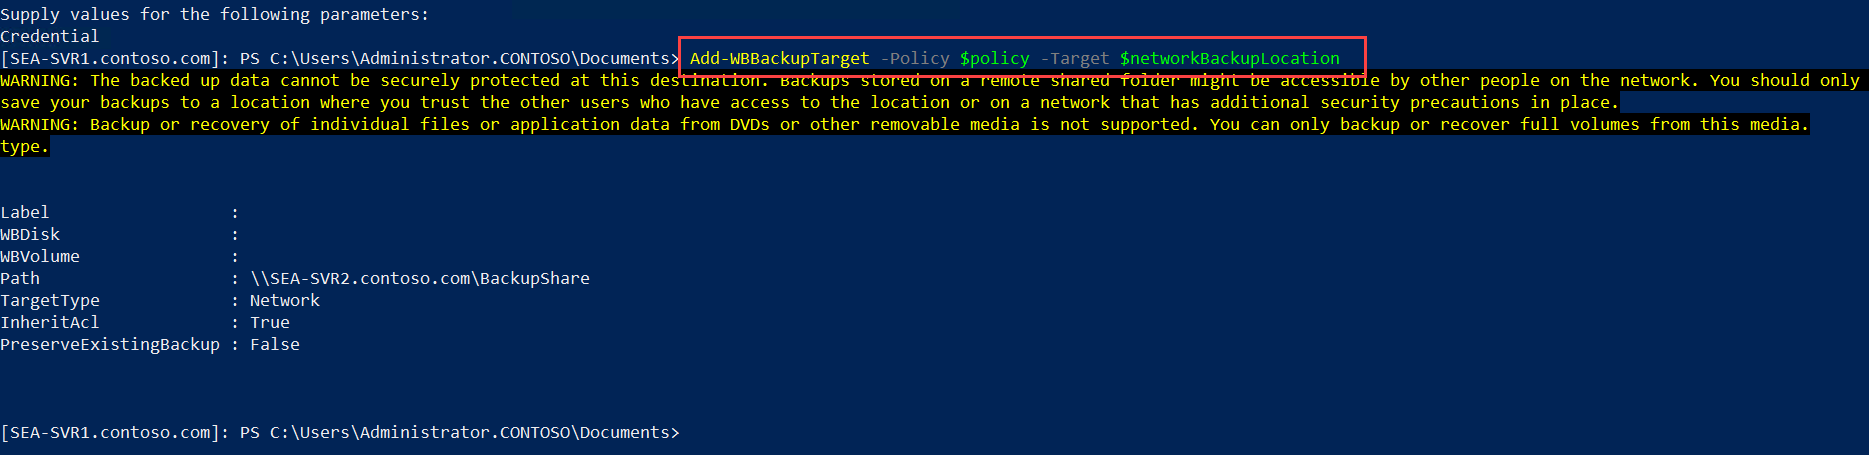 Supply values for the following parameters:
Credential
[SEA-SVR1.contoso.com]: PS C:\Users\Administrator.CONTOSO\Documents> Add-WBBackupTarget -Policy $policy -Target $networkBackupLocation
WARNING: The backed up data cannot be securely protected at this destination. Backups stored on a remote shared folder might be accessible by other people on the network. You should only
save your backups to a location where you trust the other users who have access to the location or on a network that has additional security precautions in place.
WARNING: Backup or recovery of individual files or application data from DVDs or other removable media is not supported. You can only backup or recover full volumes from this media.
type.
Label                  :
WBDisk                 :
WBVolume               :
Path                   : \\SEA-SVR2.contoso.com\BackupShare
TargetType             : Network
InheritAcl             : True
PreserveExistingBackup : False
[SEA-SVR1.contoso.com]: PS C:\Users\Administrator.CONTOSO\Documents>